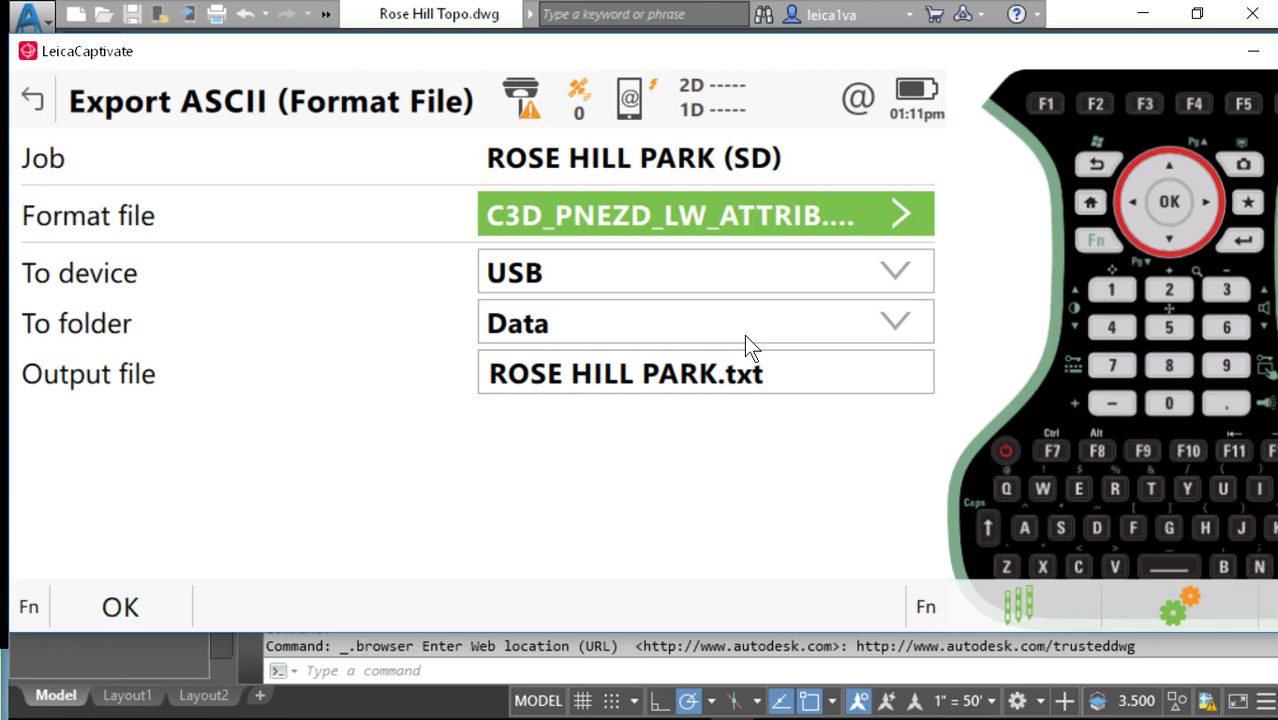 Rose Hill Topo.dwg
Type a keyword or phrase
leica1va
LeicaCaptivate
Export ASCII (Format File)
0
@
2D -----
1D -----
@
01:11pm
Job
ROSE HILL PARK (SD)
Format file
C3D_PNEZD_LW_ATTRIB....
To device
USB
To folder
Data
Output file
ROSE HILL PARK.txt
Fn
OK
Fn
F1 F2 F3 F4 F5
Pg
OK
Fn
Pg
1 2 3
4 5 6
7 8 9
+ − 0 .
Ctrl Alt
F7 F8 F9 F10 F11
@ ! $ % & / ( )
Q W E R T Y U I
Caps
A S D F G H J
Z X C V B N
Command: _.browser Enter Web location (URL) <http://www.autodesk.com>: http://www.autodesk.com/trusteddwg
Type a command
Model Layout1 Layout2 +
MODEL
1" = 50'
3.500